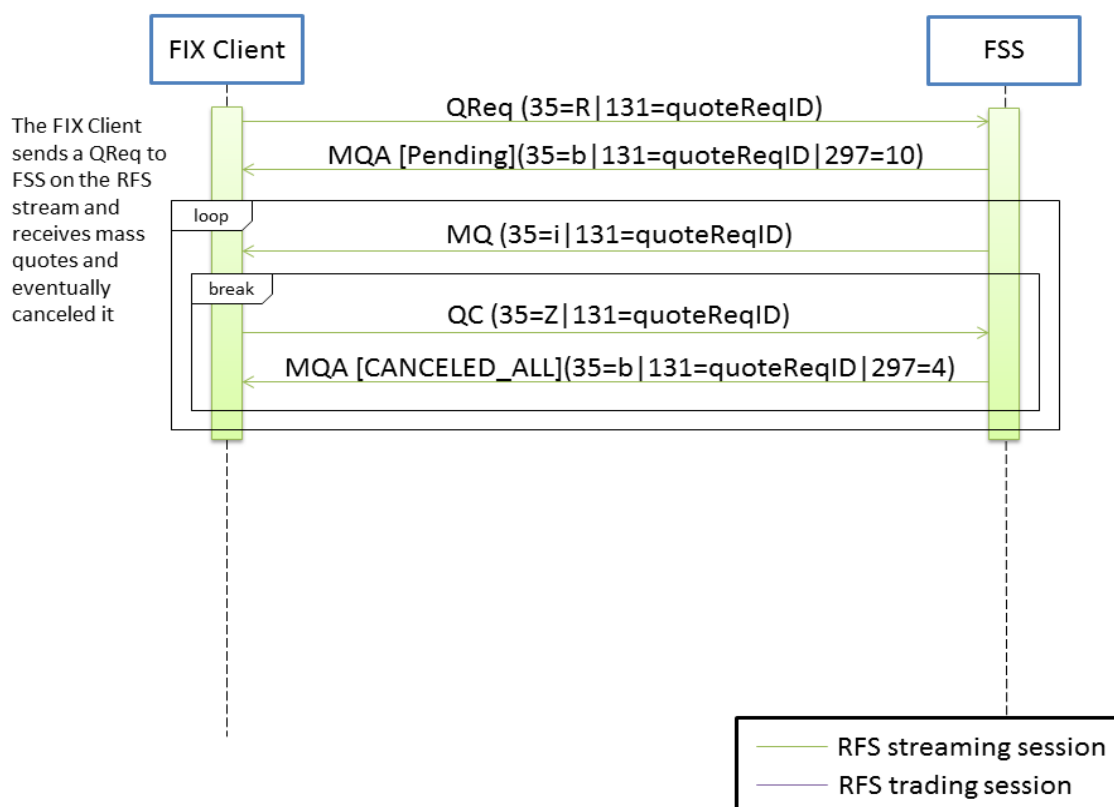 FIX Client
FSS
The FIX Client
sends a QReq to
FSS on the RFS
stream and
receives mass
quotes and
eventually
canceled it
QReq (35=R|131=quoteReqID)
MQA [Pending](35=b|131=quoteReqID|297=10)
loop
MQ (35=i|131=quoteReqID)
break
QC (35=Z|131=quoteReqID)
MQA [CANCELED_ALL](35=b|131=quoteReqID|297=4)
RFS streaming session
RFS trading session